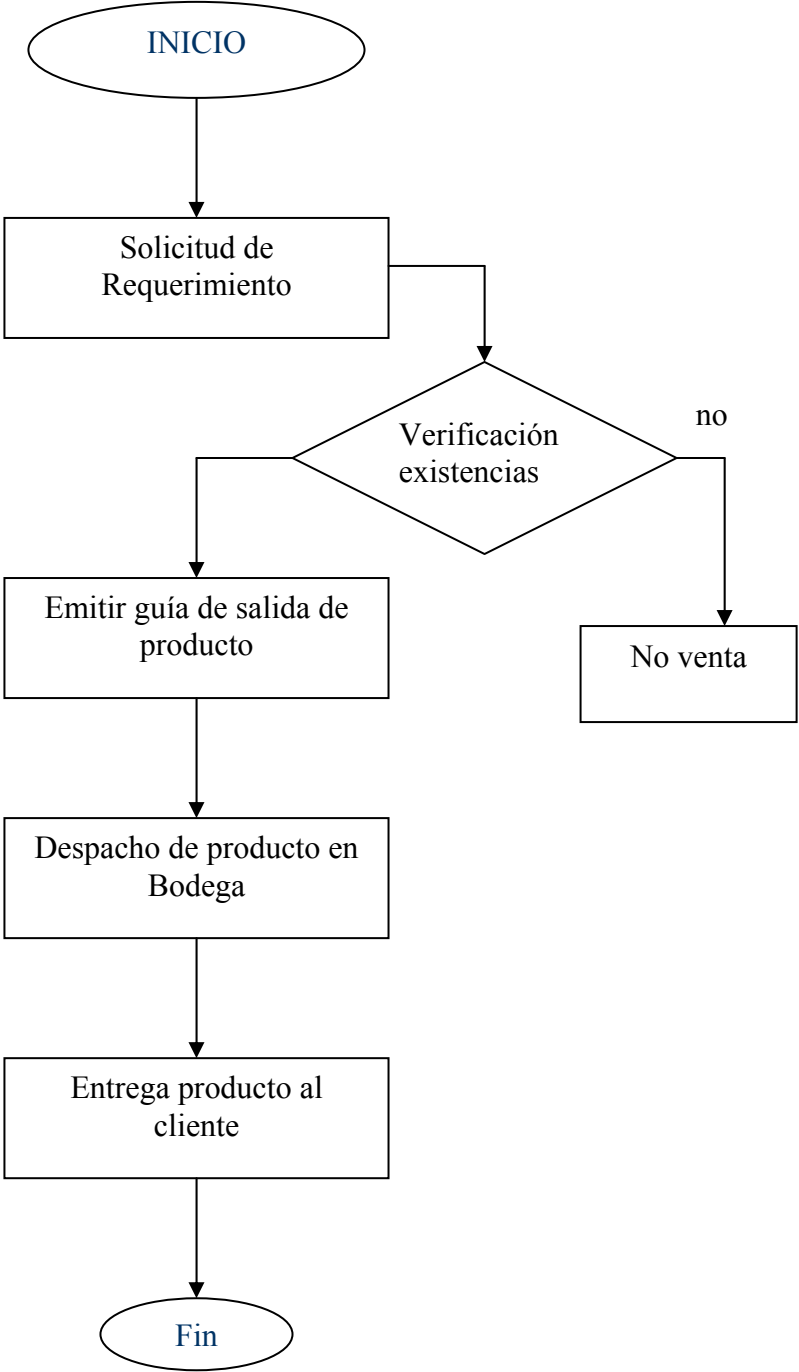 INICIO
Solicitud de
Requerimiento
Verificación
existencias
no
Emitir guía de salida de
producto
No venta
Despacho de producto en
Bodega
Entrega producto al
cliente
Fin